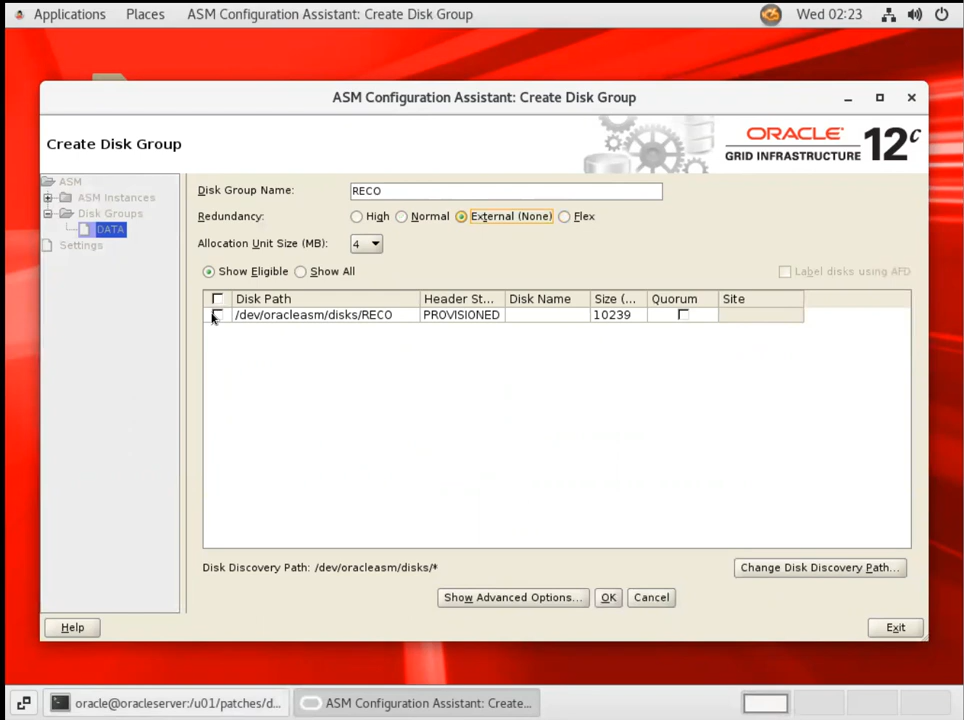 Applications Places ASM Configuration Assistant: Create Disk Group Wed 02:23
ASM Configuration Assistant: Create Disk Group
Create Disk Group
ORACLE
GRID INFRASTRUCTURE 12c
ASM
ASM Instances
Disk Groups
DATA
Settings
Disk Group Name: RECO
Redundancy: High Normal External (None) Flex
Allocation Unit Size (MB): 4
Show Eligible Show All Label disks using AFD
Disk Path Header St... Disk Name Size (... Quorum Site
/dev/oracleasm/disks/RECO PROVISIONED 10239
Disk Discovery Path: /dev/oracleasm/disks/* Change Disk Discovery Path...
Show Advanced Options... OK Cancel
Help Exit
oracle@oracleserver:/u01/patches/d... ASM Configuration Assistant: Create...